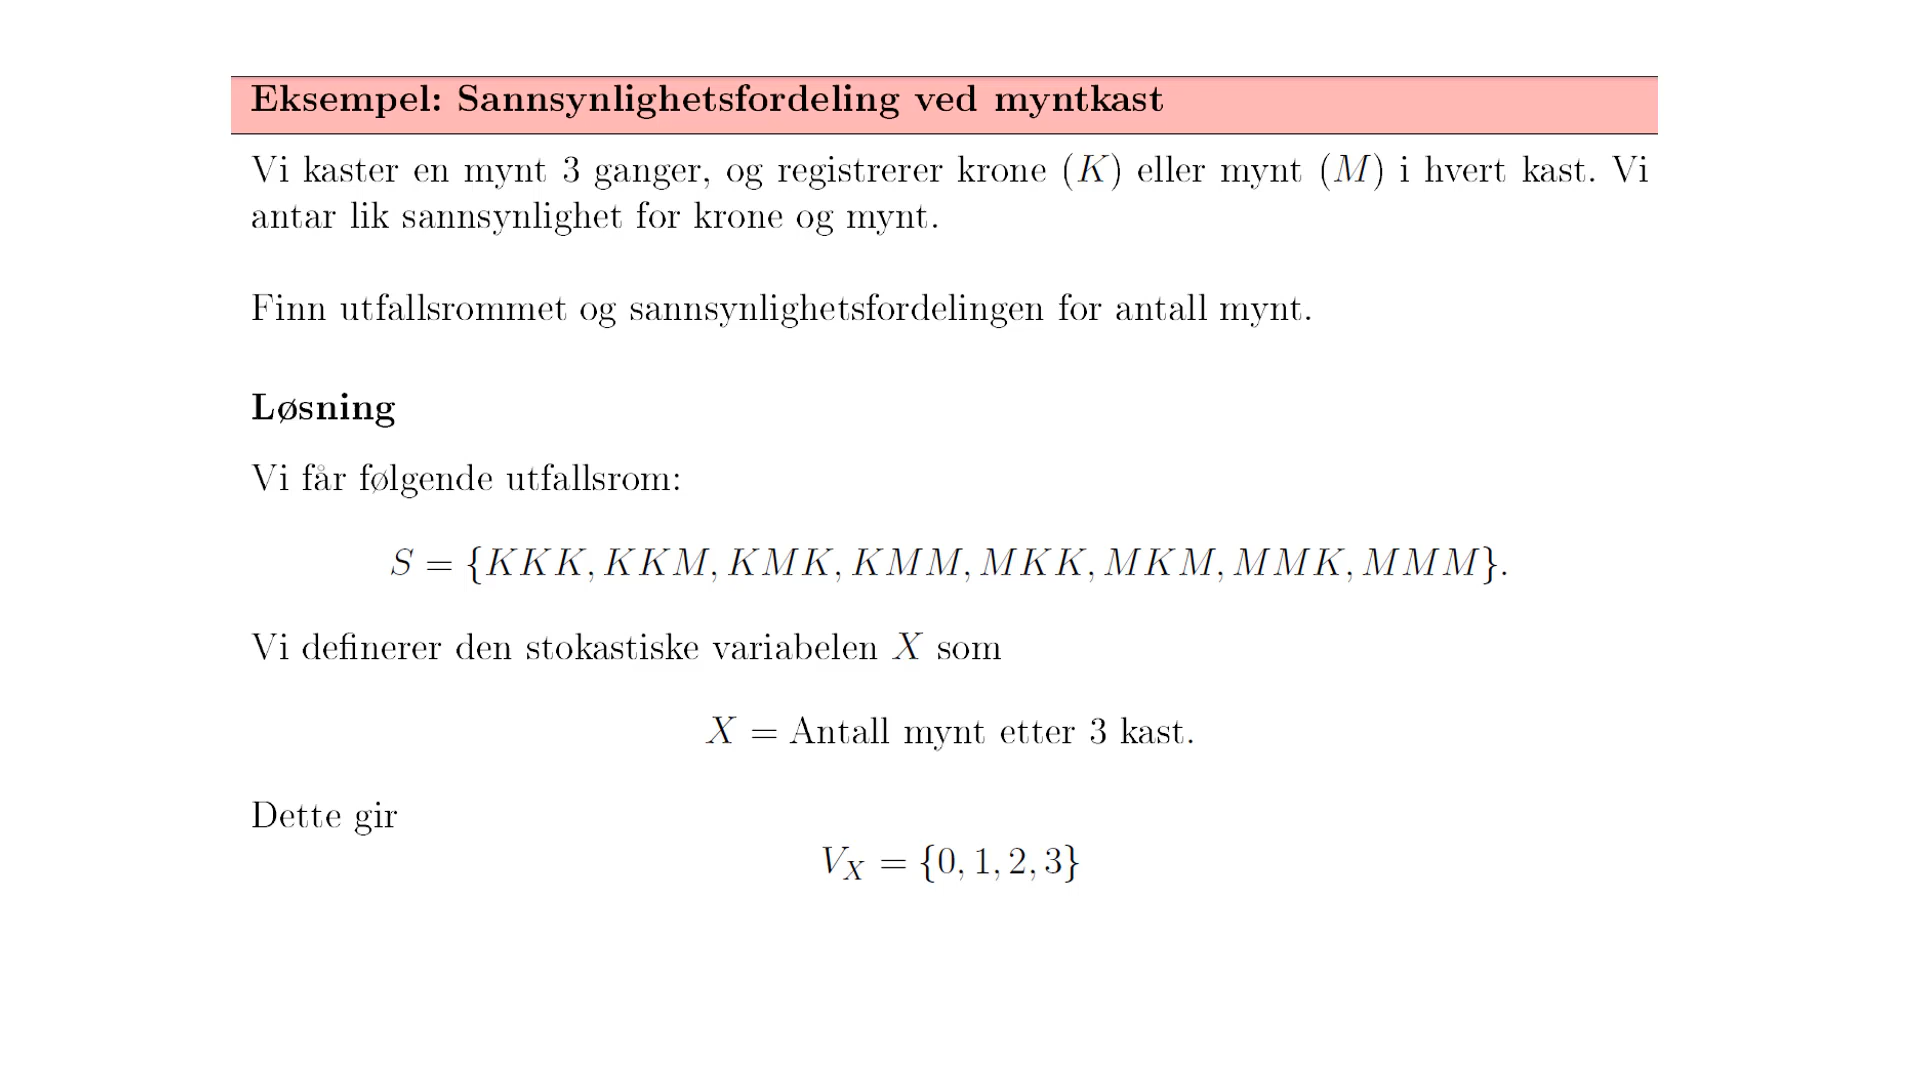 Eksempel: Sannsynlighetsfordeling ved myntkast
Vi kaster en mynt 3 ganger, og registrerer krone (K) eller mynt (M) i hvert kast. Vi
antar lik sannsynlighet for krone og mynt.
Finn utfallsrommet og sannsynlighetsfordelingen for antall mynt.
Løsning
Vi får følgende utfallsrom:
S = {KKK, KKM, KMK, KMM, MKK, MKM, MMK, MMM}.
Vi definerer den stokastiske variabelen X som
X = Antall mynt etter 3 kast.
Dette gir
V_X = {0, 1, 2, 3}